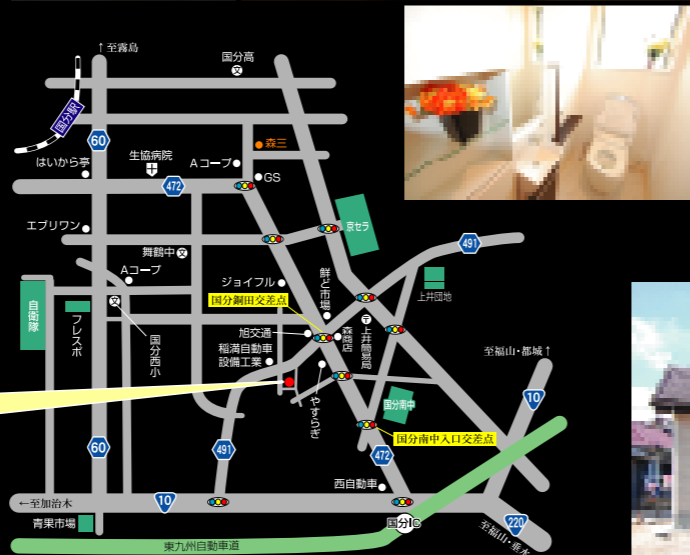 ↑至霧島
国分高
文
国分駅
60
森三
はいから亭
生協病院
Aコープ
GS
472
エブリワン
京セラ
舞鶴中
文
491
Aコープ
ジョイフル
鮮ど市場
上井団地
自衛隊
フレスポ
文
国分西小
国分銅田交差点
旭交通
森商店
〒
上井簡易局
稲満自動車
設備工業
至福山・都城↑
やすらぎ
国分南中
10
国分南中入口交差点
60
491
472
西自動車
←至加治木
10
青果市場
国分IC
220
至福山・垂水
東九州自動車道